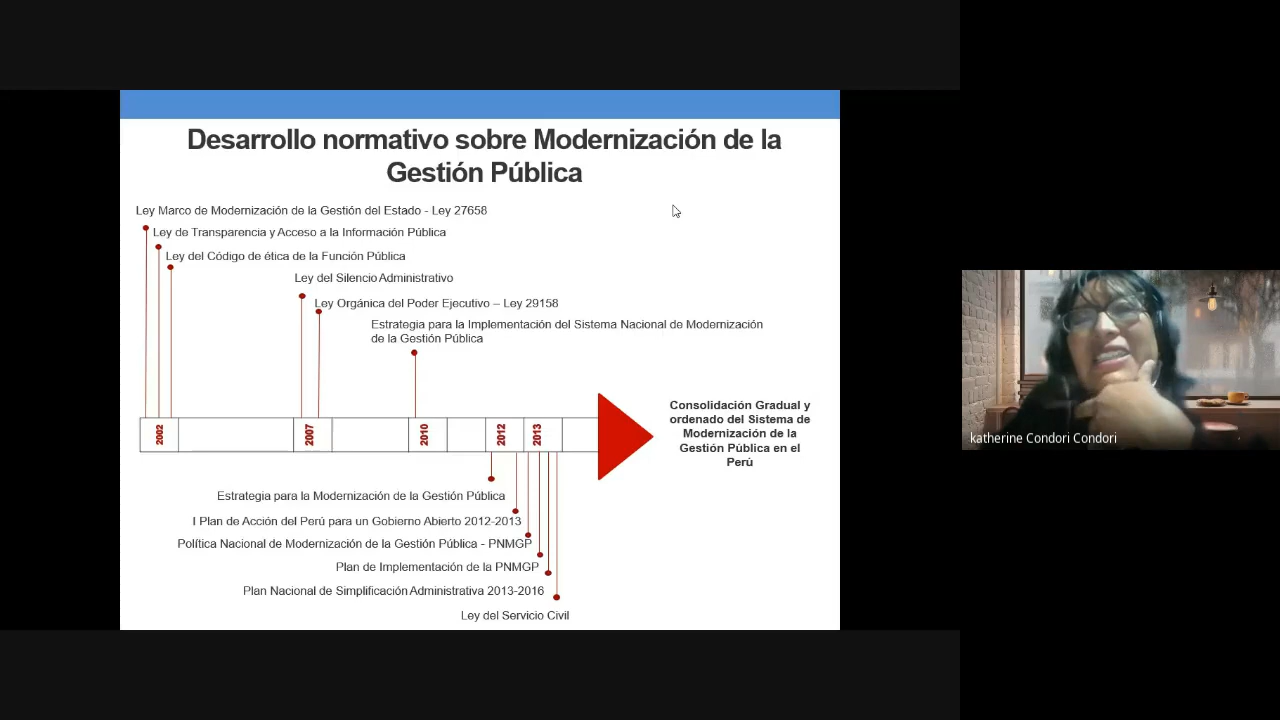 Desarrollo normativo sobre Modernización de la
Gestión Pública
Ley Marco de Modernización de la Gestión del Estado - Ley 27658
Ley de Transparencia y Acceso a la Información Pública
Ley del Código de ética de la Función Pública
Ley del Silencio Administrativo
Ley Orgánica del Poder Ejecutivo – Ley 29158
Estrategia para la Implementación del Sistema Nacional de Modernización
de la Gestión Pública
2002
2007
2010
2012
2013
Consolidación Gradual y
ordenado del Sistema de
Modernización de la
Gestión Pública en el
Perú
Estrategia para la Modernización de la Gestión Pública
I Plan de Acción del Perú para un Gobierno Abierto 2012-2013
Política Nacional de Modernización de la Gestión Pública - PNMGP
Plan de Implementación de la PNMGP
Plan Nacional de Simplificación Administrativa 2013-2016
Ley del Servicio Civil
katherine Condori Condori